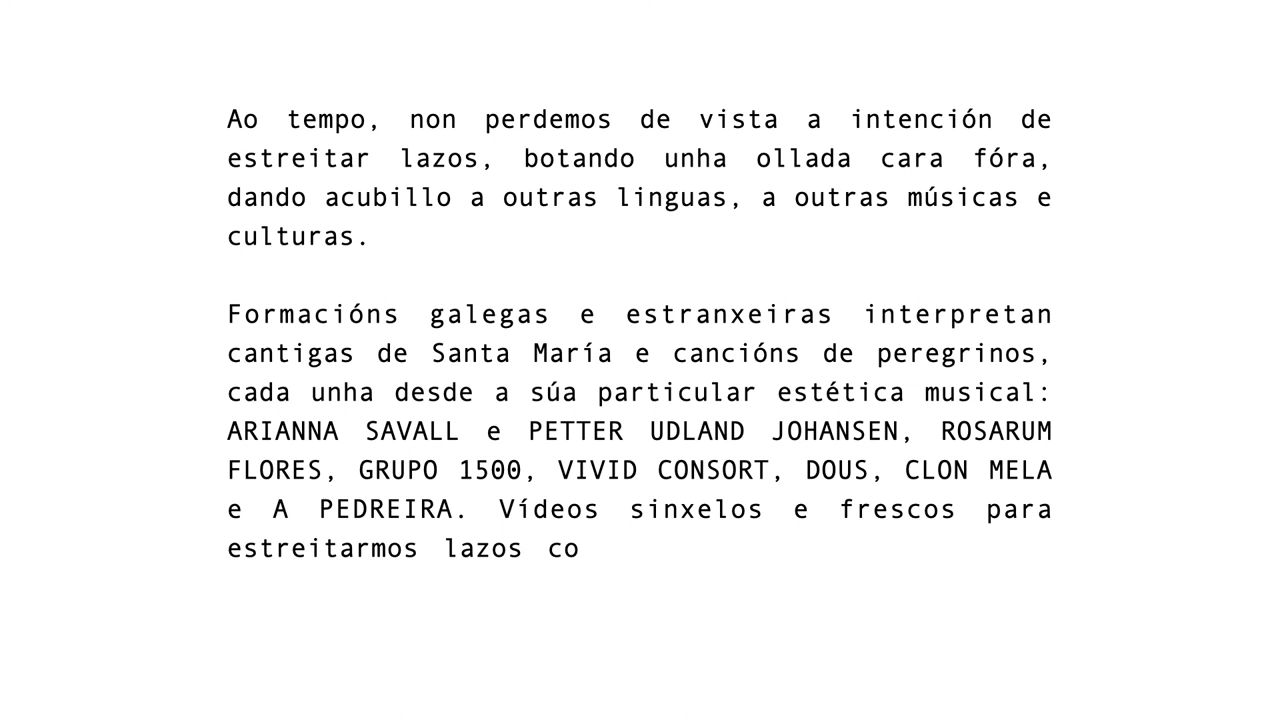 Ao tempo, non perdemos de vista a intención de
estreitar lazos, botando unha ollada cara fóra,
dando acubillo a outras linguas, a outras músicas e
culturas.
Formacións galegas e estranxeiras interpretan
cantigas de Santa María e cancións de peregrinos,
cada unha desde a súa particular estética musical:
ARIANNA SAVALL e PETTER UDLAND JOHANSEN, ROSARUM
FLORES, GRUPO 1500, VIVID CONSORT, DOUS, CLON MELA
e A PEDREIRA. Vídeos sinxelos e frescos para
estreitarmos lazos co